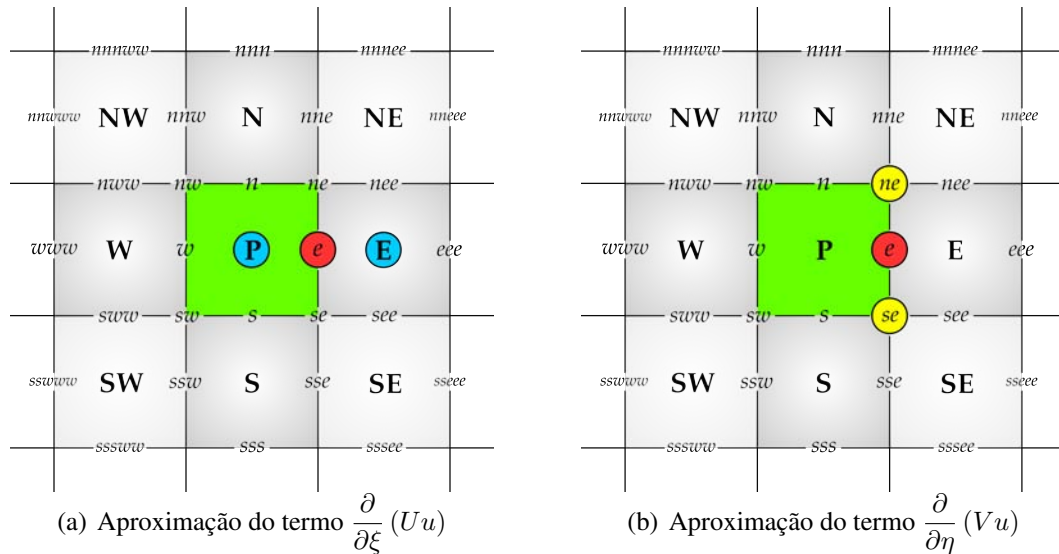 nnnww nnn nnnee
nnwww NW nnw N nne NE nneee
nww nw n ne nee
www W w P e E eee
sww sw s se see
sswww SW ssw S sse SE sseee
sssww sss sssee
(a) Aproximação do termo ∂/∂ξ (Uu)
nnnww nnn nnnee
nnwww NW nnw N nne NE nneee
nww nw n ne nee
www W w P e E eee
sww sw s se see
sswww SW ssw S sse SE sseee
sssww sss sssee
(b) Aproximação do termo ∂/∂η (Vu)